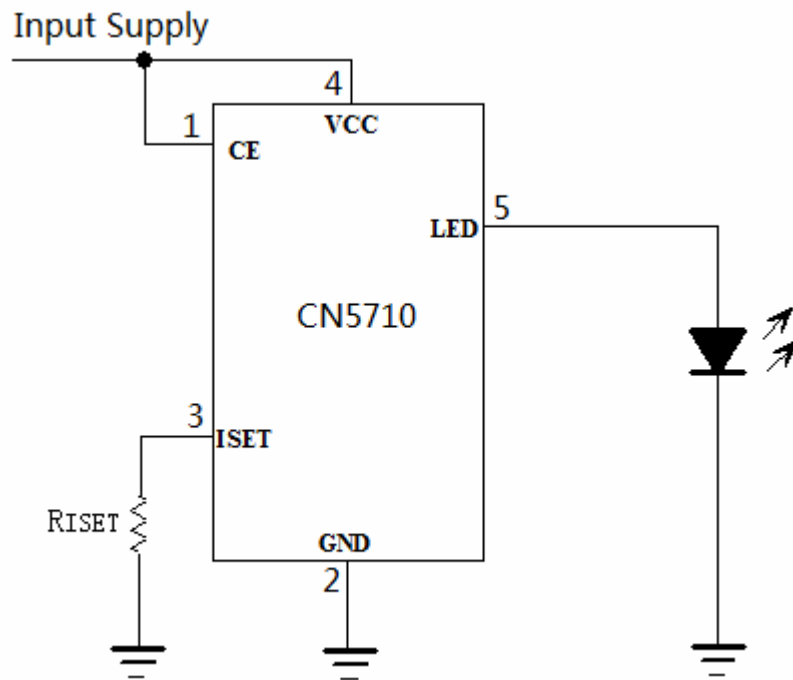 Input Supply
4
VCC
1
CE
5
LED
CN5710
3
ISET
RISET
GND
2